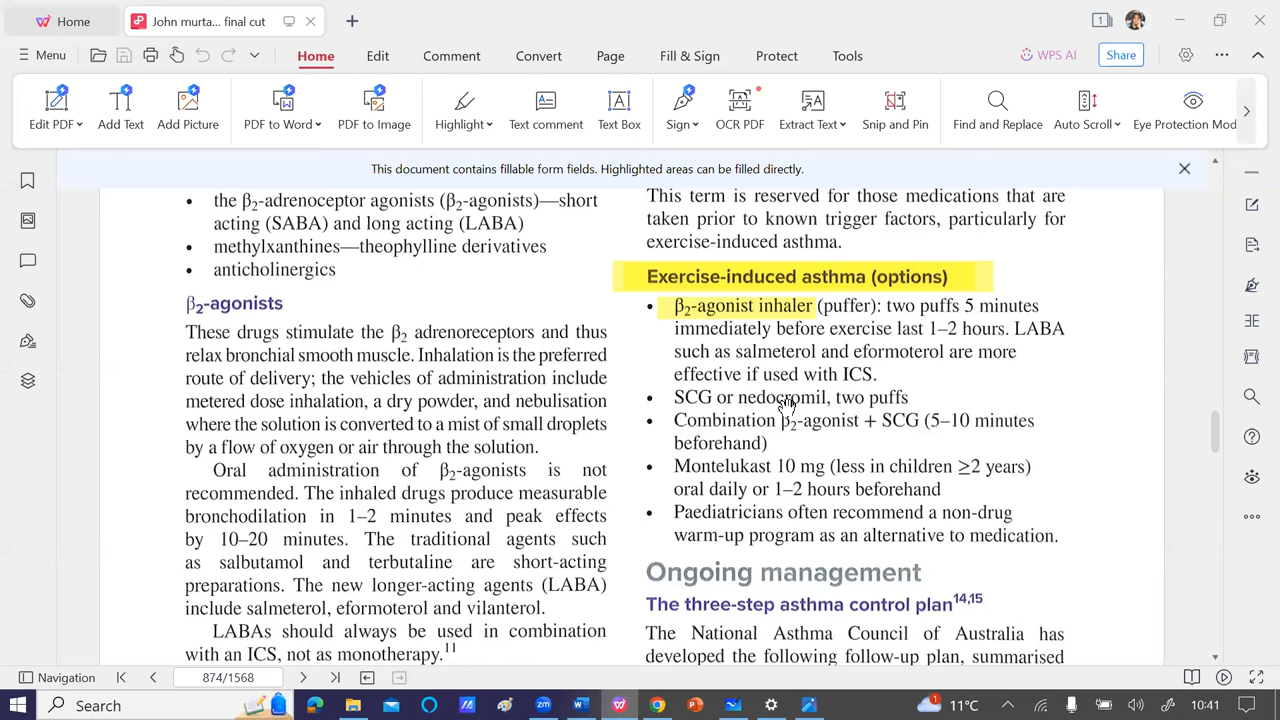 Home
John murta... final cut
1
Menu
Home
Edit
Comment
Convert
Page
Fill & Sign
Protect
Tools
WPS AI
Share
Edit PDF
Add Text
Add Picture
PDF to Word
PDF to Image
Highlight
Text comment
Text Box
Sign
OCR PDF
Extract Text
Snip and Pin
Find and Replace
Auto Scroll
Eye Protection Mod
This document contains fillable form fields. Highlighted areas can be filled directly.
• the β2-adrenoceptor agonists (β2-agonists)—short
acting (SABA) and long acting (LABA)
• methylxanthines—theophylline derivatives
• anticholinergics
β2-agonists
These drugs stimulate the β2 adrenoreceptors and thus
relax bronchial smooth muscle. Inhalation is the preferred
route of delivery; the vehicles of administration include
metered dose inhalation, a dry powder, and nebulisation
where the solution is converted to a mist of small droplets
by a flow of oxygen or air through the solution.
Oral administration of β2-agonists is not
recommended. The inhaled drugs produce measurable
bronchodilation in 1–2 minutes and peak effects
by 10–20 minutes. The traditional agents such
as salbutamol and terbutaline are short-acting
preparations. The new longer-acting agents (LABA)
include salmeterol, eformoterol and vilanterol.
LABAs should always be used in combination
with an ICS, not as monotherapy.11
This term is reserved for those medications that are
taken prior to known trigger factors, particularly for
exercise-induced asthma.
Exercise-induced asthma (options)
• β2-agonist inhaler (puffer): two puffs 5 minutes
immediately before exercise last 1–2 hours. LABA
such as salmeterol and eformoterol are more
effective if used with ICS.
• SCG or nedocromil, two puffs
• Combination β2-agonist + SCG (5–10 minutes
beforehand)
• Montelukast 10 mg (less in children ≥2 years)
oral daily or 1–2 hours beforehand
• Paediatricians often recommend a non-drug
warm-up program as an alternative to medication.
Ongoing management
The three-step asthma control plan14,15
The National Asthma Council of Australia has
developed the following follow-up plan, summarised
Navigation
874/1568
Search
zm
1
11°C
ENG
10:41